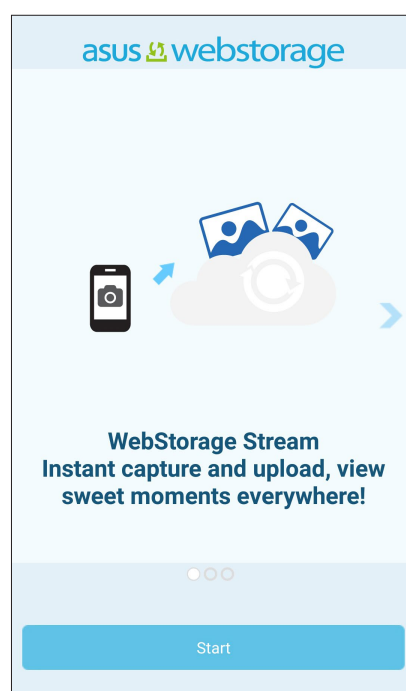 asus webstorage
WebStorage Stream
Instant capture and upload, view
sweet moments everywhere!
Start